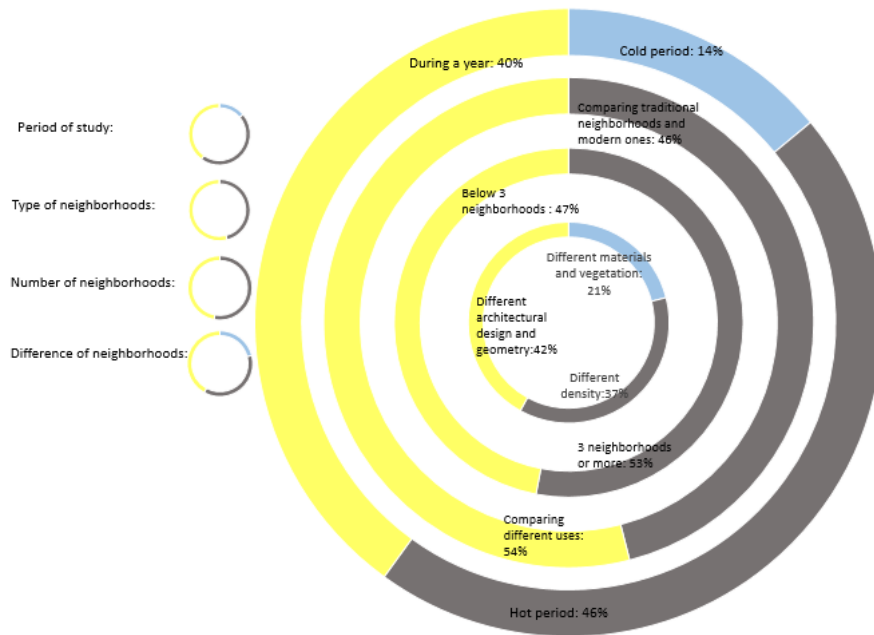 Period of study:
Type of neighborhoods:
Number of neighborhoods:
Difference of neighborhoods:
During a year: 40%
Cold period: 14%
Comparing traditional
neighborhoods and
modern ones: 46%
Below 3
neighborhoods : 47%
Different materials
and vegetation:
21%
Different
architectural
design and
geometry:42%
Different
density:37%
3 neighborhoods
or more: 53%
Comparing
different uses:
54%
Hot period: 46%